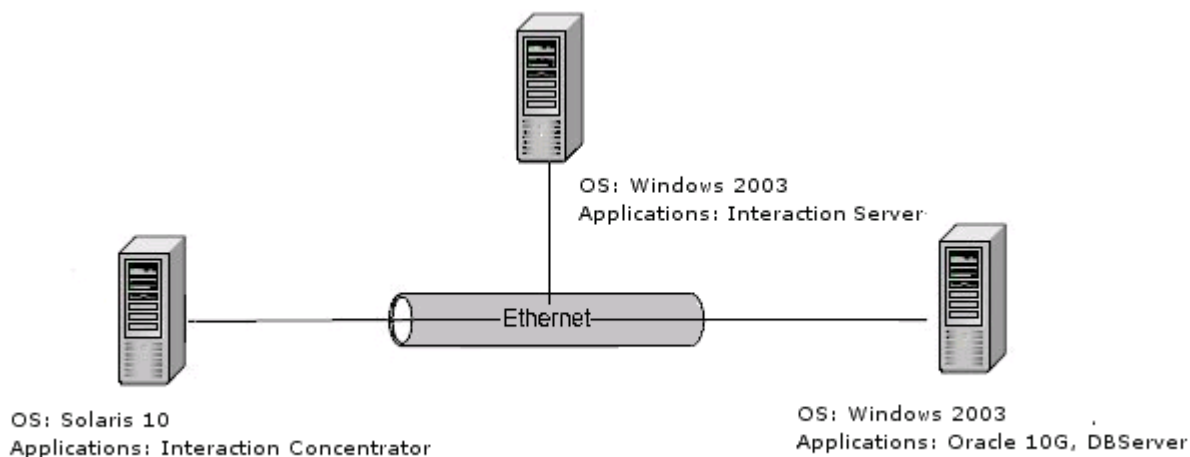 OS: Windows 2003
Applications: Interaction Server
Ethernet
OS: Solaris 10
Applications: Interaction Concentrator
OS: Windows 2003
Applications: Oracle 10G, DBServer